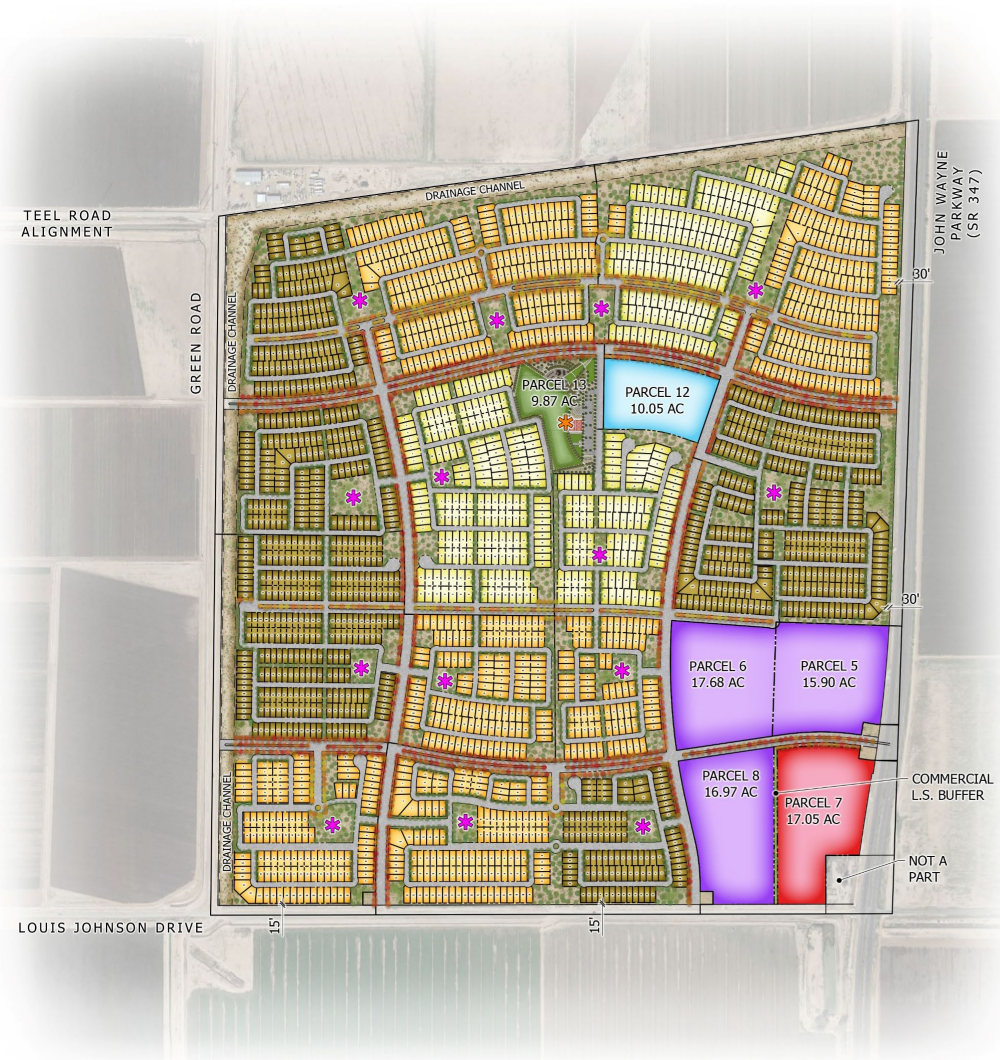 DRAINAGE CHANNEL
JOHN WAYNE
PARKWAY
(SR 347)
TEEL ROAD
ALIGNMENT
30'
GREEN ROAD
DRAINAGE CHANNEL
PARCEL 13
9.87 AC
PARCEL 12
10.05 AC
30'
PARCEL 6
17.68 AC
PARCEL 5
15.90 AC
PARCEL 8
16.97 AC
COMMERCIAL
L.S. BUFFER
PARCEL 7
17.05 AC
DRAINAGE CHANNEL
NOT A
PART
LOUIS JOHNSON DRIVE
15'
15'